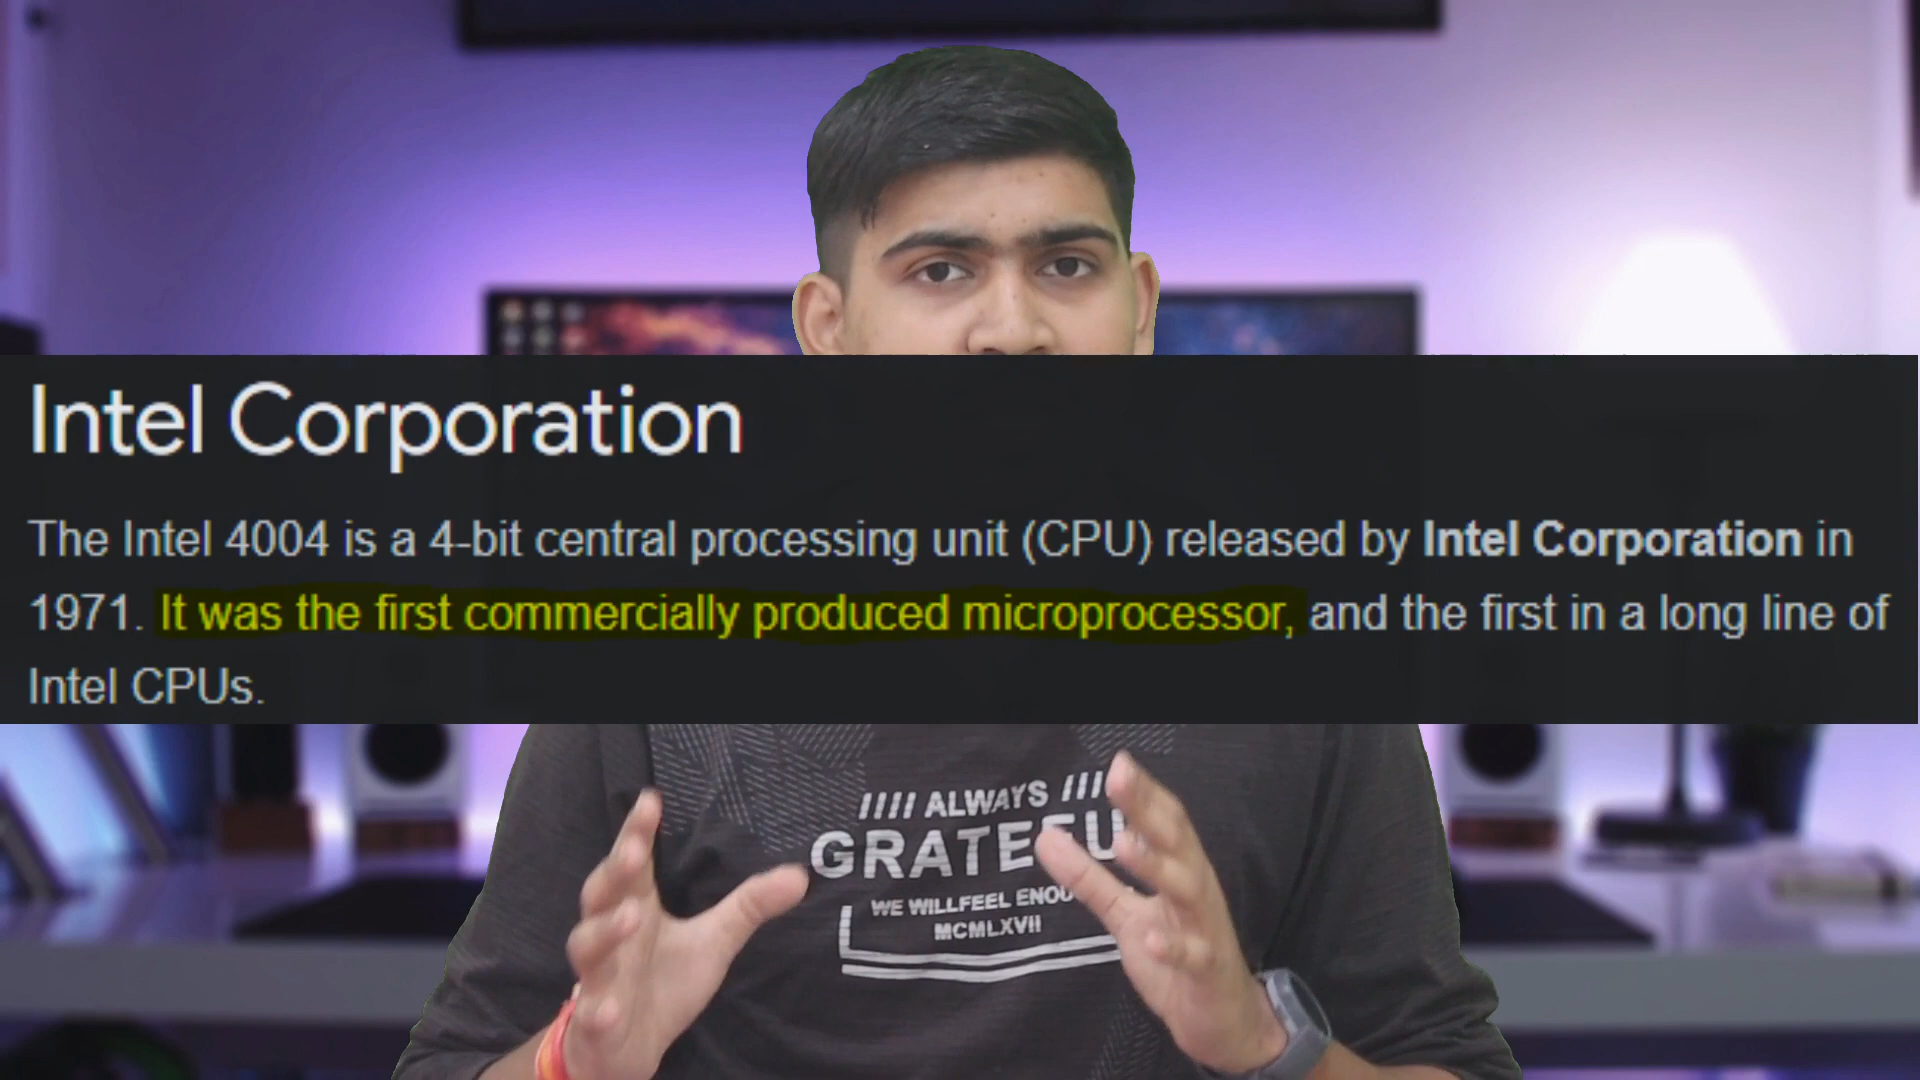 Intel Corporation
The Intel 4004 is a 4-bit central processing unit (CPU) released by Intel Corporation in
1971. It was the first commercially produced microprocessor, and the first in a long line of
Intel CPUs.
//// ALWAYS ///
GRATEFU
WE WILLFEEL ENOU
MCMLXVII